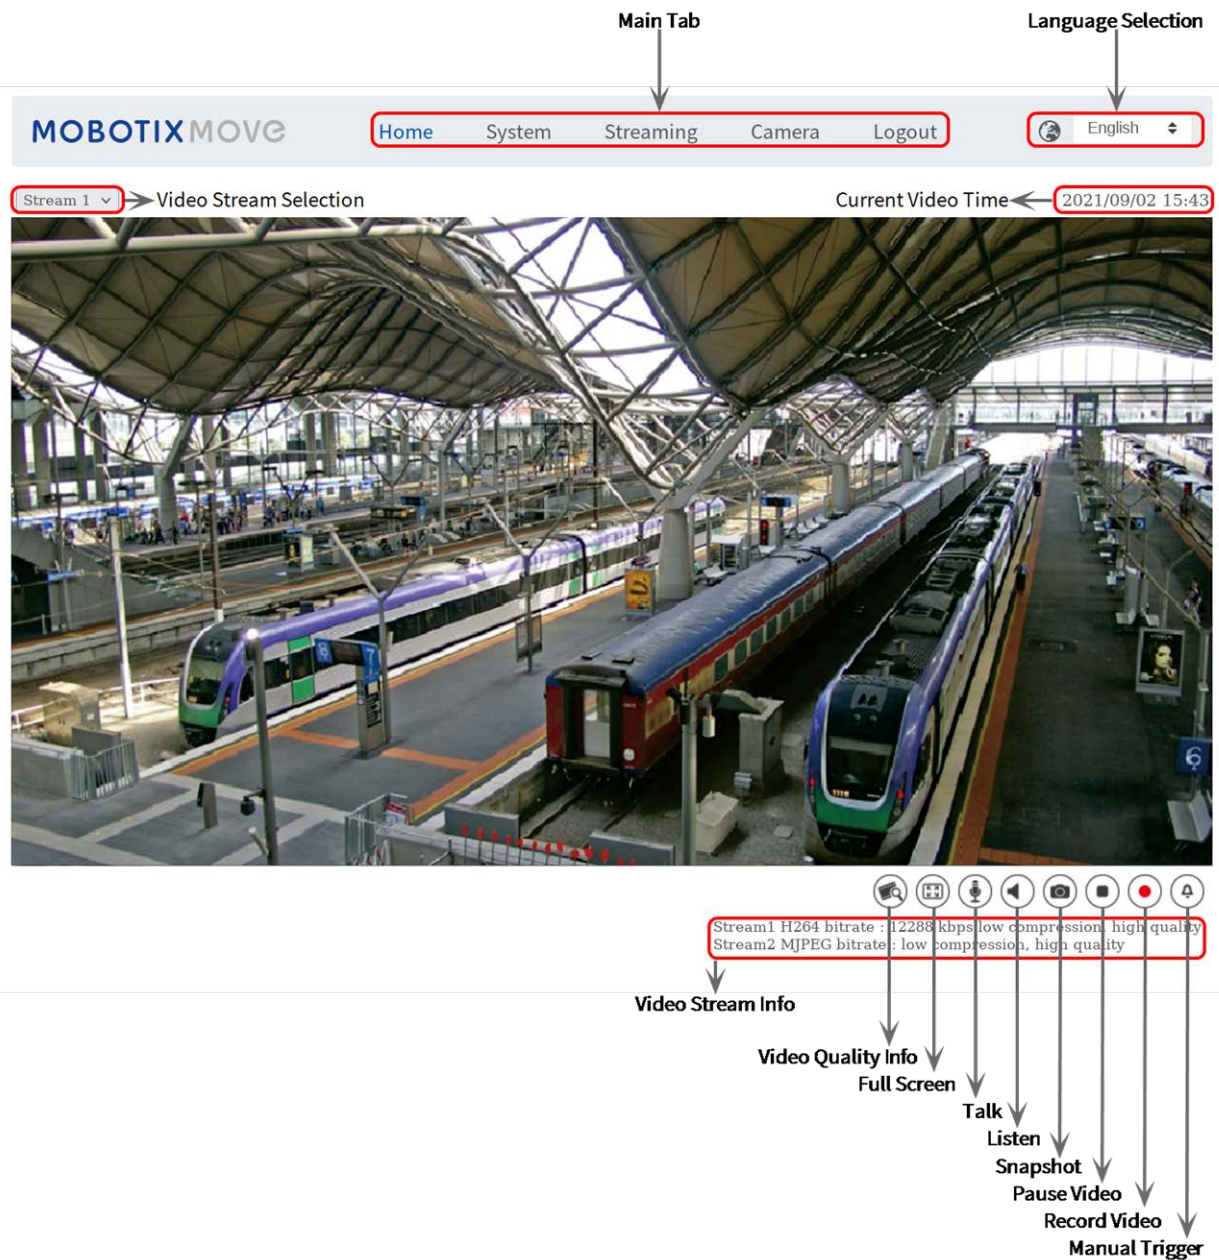 Main Tab
Language Selection
MOBOTIX MOVE
Home System Streaming Camera Logout
English
Stream 1
Video Stream Selection
Current Video Time
2021/09/02 15:43
8
7
6
Stream1 H264 bitrate : 12288 kbps low compression, high quality
Stream2 MJPEG bitrate : low compression, high quality
Video Stream Info
Video Quality Info
Full Screen
Talk
Listen
Snapshot
Pause Video
Record Video
Manual Trigger